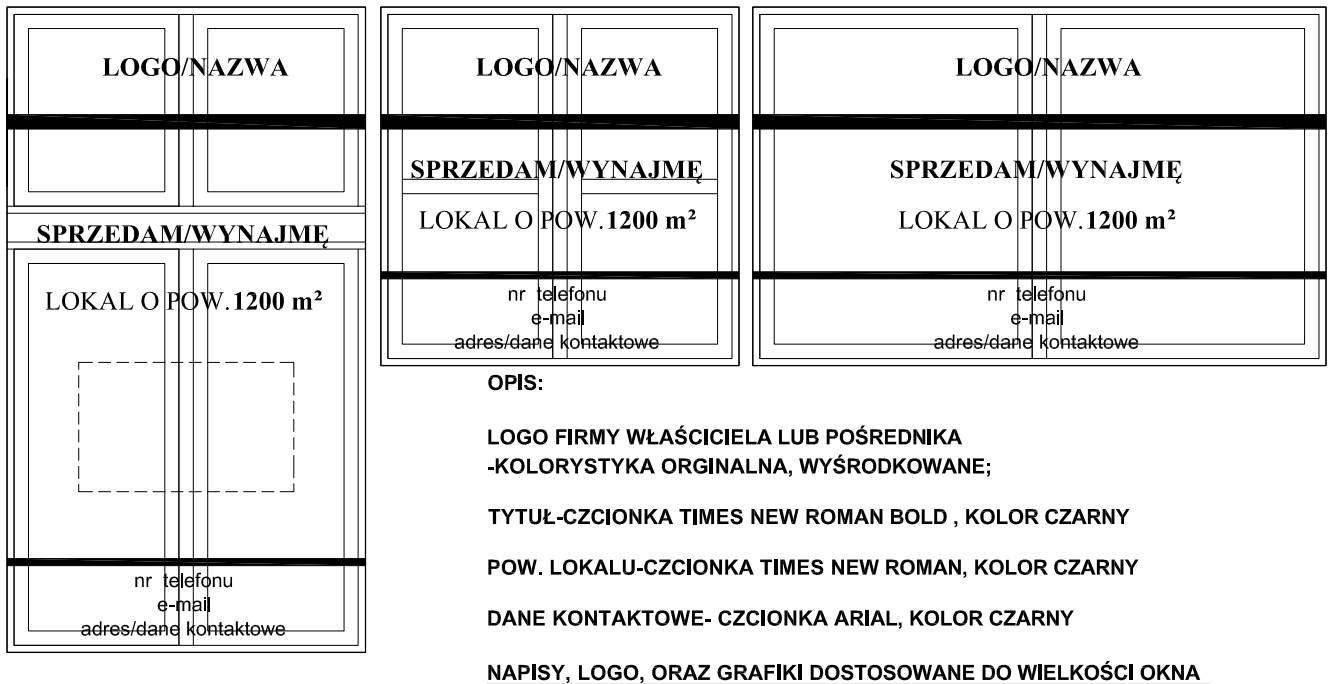 LOGO/NAZWA
SPRZEDAM/WYNAJMĘ
LOKAL O POW.1200 m²
nr telefonu
e-mail
adres/dane kontaktowe
LOGO/NAZWA
SPRZEDAM/WYNAJMĘ
LOKAL O POW.1200 m²
nr telefonu
e-mail
adres/dane kontaktowe
LOGO/NAZWA
SPRZEDAM/WYNAJMĘ
LOKAL O POW.1200 m²
nr telefonu
e-mail
adres/dane kontaktowe
OPIS:
LOGO FIRMY WŁAŚCICIELA LUB POŚREDNIKA
-KOLORYSTYKA ORGINALNA, WYŚRODKOWANE;
TYTUŁ-CZCIONKA TIMES NEW ROMAN BOLD , KOLOR CZARNY
POW. LOKALU-CZCIONKA TIMES NEW ROMAN, KOLOR CZARNY
DANE KONTAKTOWE- CZCIONKA ARIAL, KOLOR CZARNY
NAPISY, LOGO, ORAZ GRAFIKI DOSTOSOWANE DO WIELKOŚCI OKNA